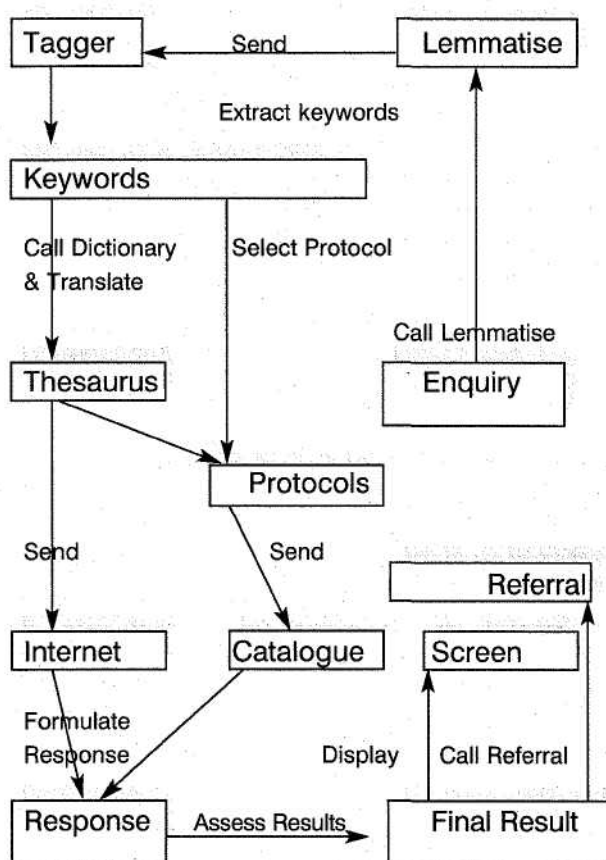 Tagger
Send
Lemmatise
Extract keywords
Keywords
Call Dictionary
& Translate
Select Protocol
Call Lemmatise
Thesaurus
Enquiry
Protocols
Send
Send
Referral
Internet
Catalogue
Screen
Formulate
Response
Display
Call Referral
Response
Assess Results
Final Result